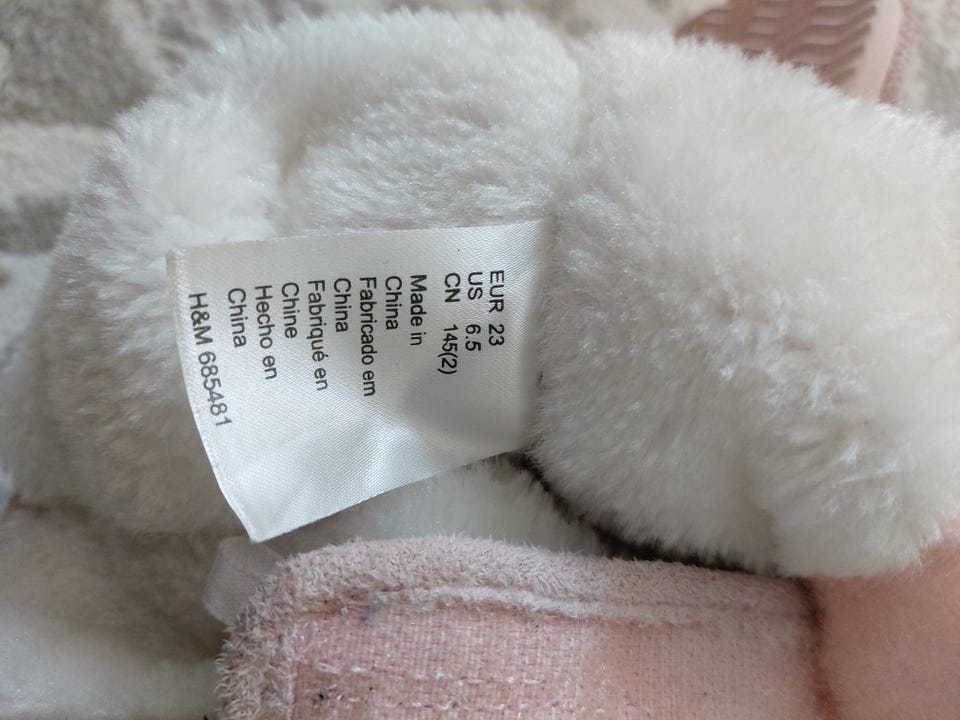 EUR 23
US 6.5
CN 145(2)
Made in
China
Fabricado em
China
Fabriqué en
Chine
Hecho en
China
H&M 685481